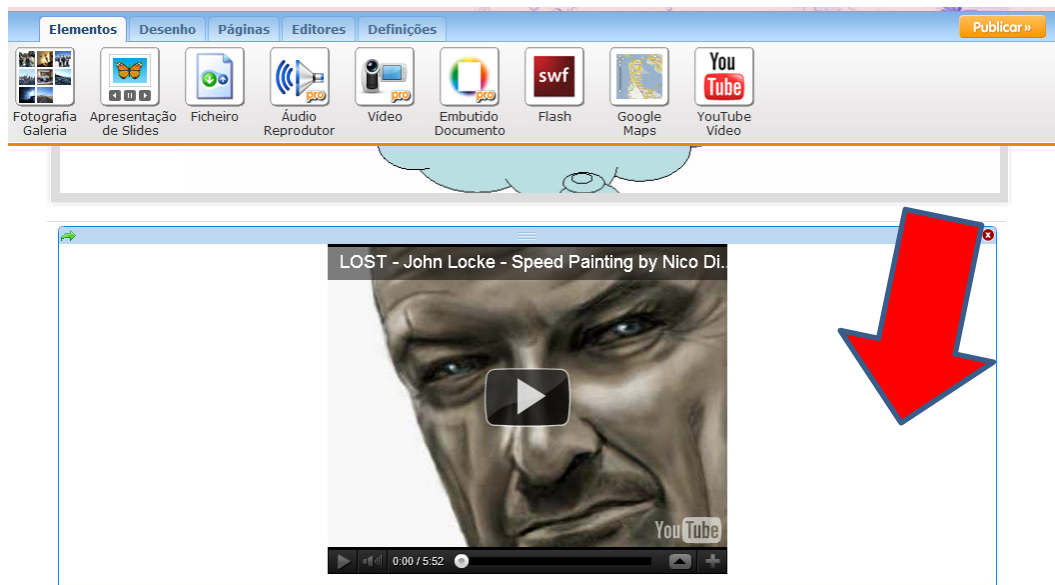 Elementos Desenho Páginas Editores Definições Publicar »
pro pro pro swf You Tube
Fotografia Galeria
Apresentação de Slides
Ficheiro
Áudio Reprodutor
Vídeo
Embutido Documento
Flash
Google Maps
YouTube Vídeo
LOST - John Locke - Speed Painting by Nico Di...
You Tube
0:00 / 5:52